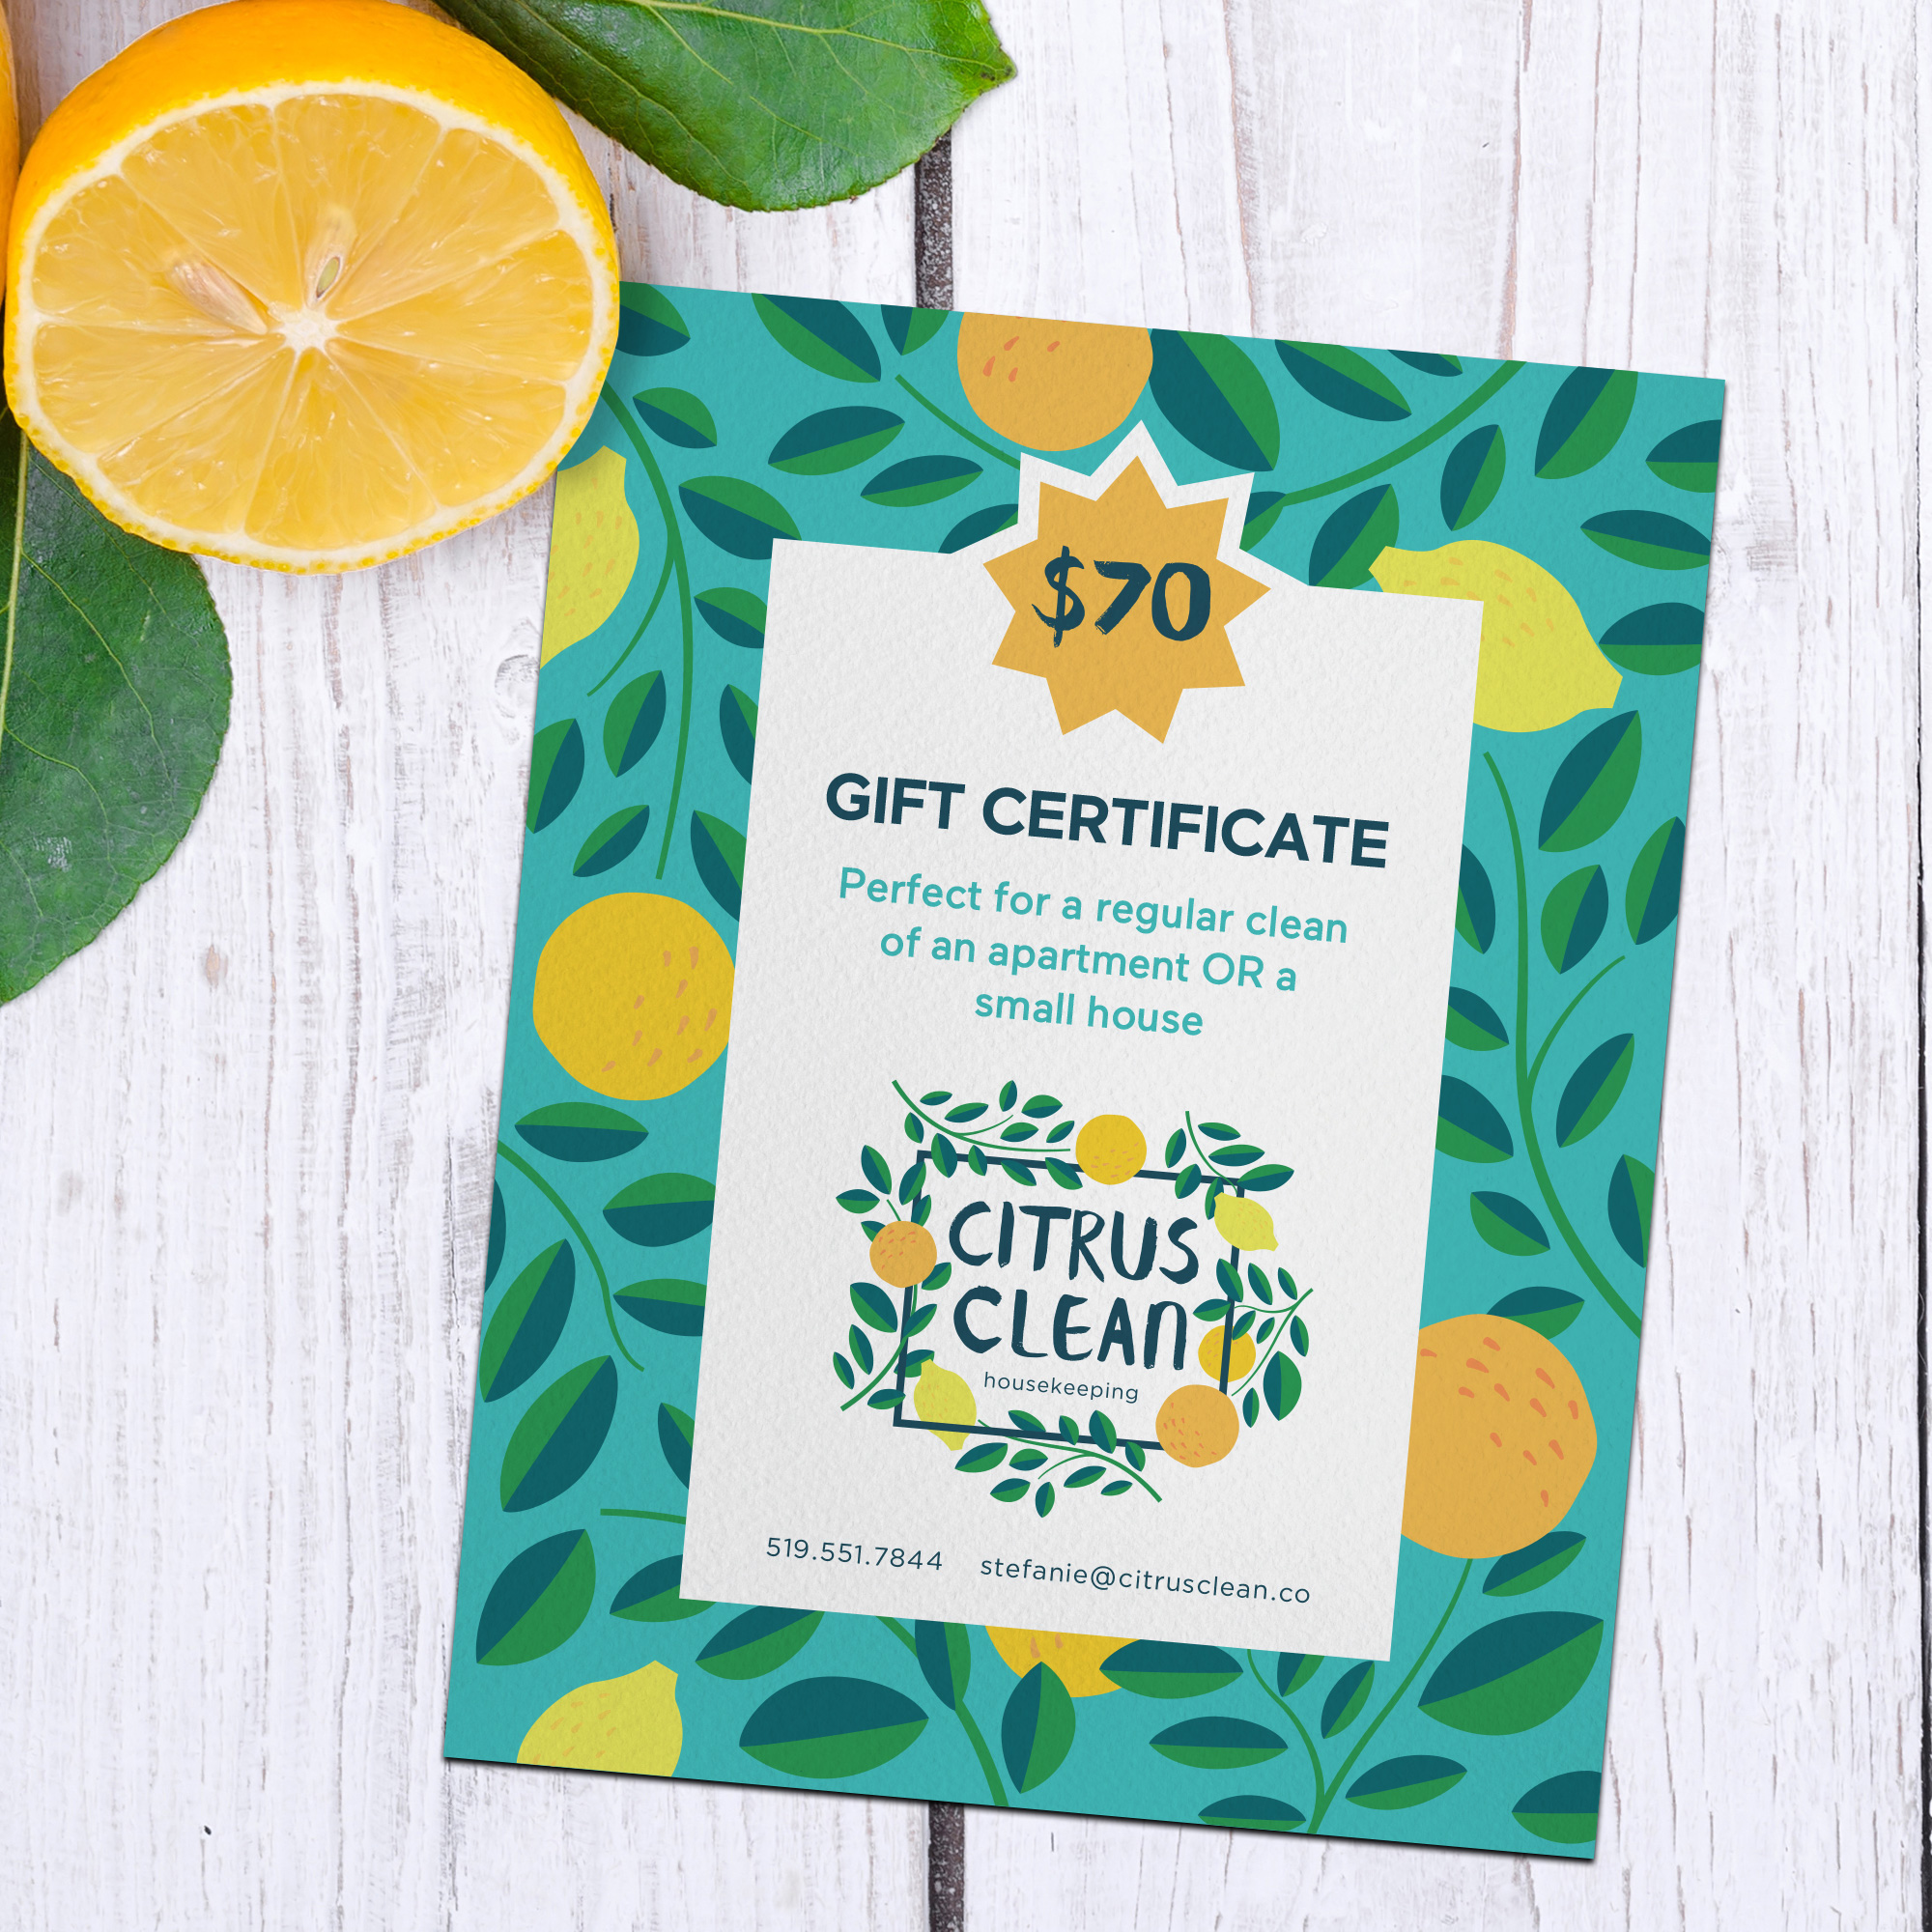 $70
GIFT CERTIFICATE
Perfect for a regular clean
of an apartment OR a
small house
CITRUS
CLEAN
housekeeping
519.551.7844 stefanie@citrusclean.co